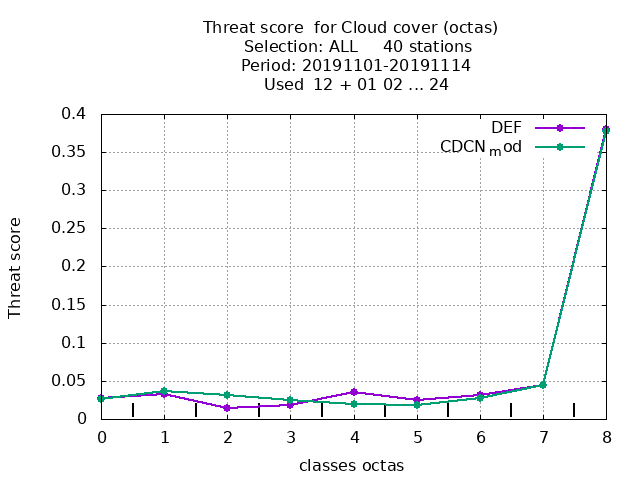 Threat score  for Cloud cover (octas)
Selection: ALL     40 stations
Period: 20191101-20191114
Used  12 + 01 02 ... 24
DEF
CDCN_mod
0.4
0.35
0.3
0.25
0.2
0.15
0.1
0.05
0
Threat score
0 1 2 3 4 5 6 7 8
classes octas